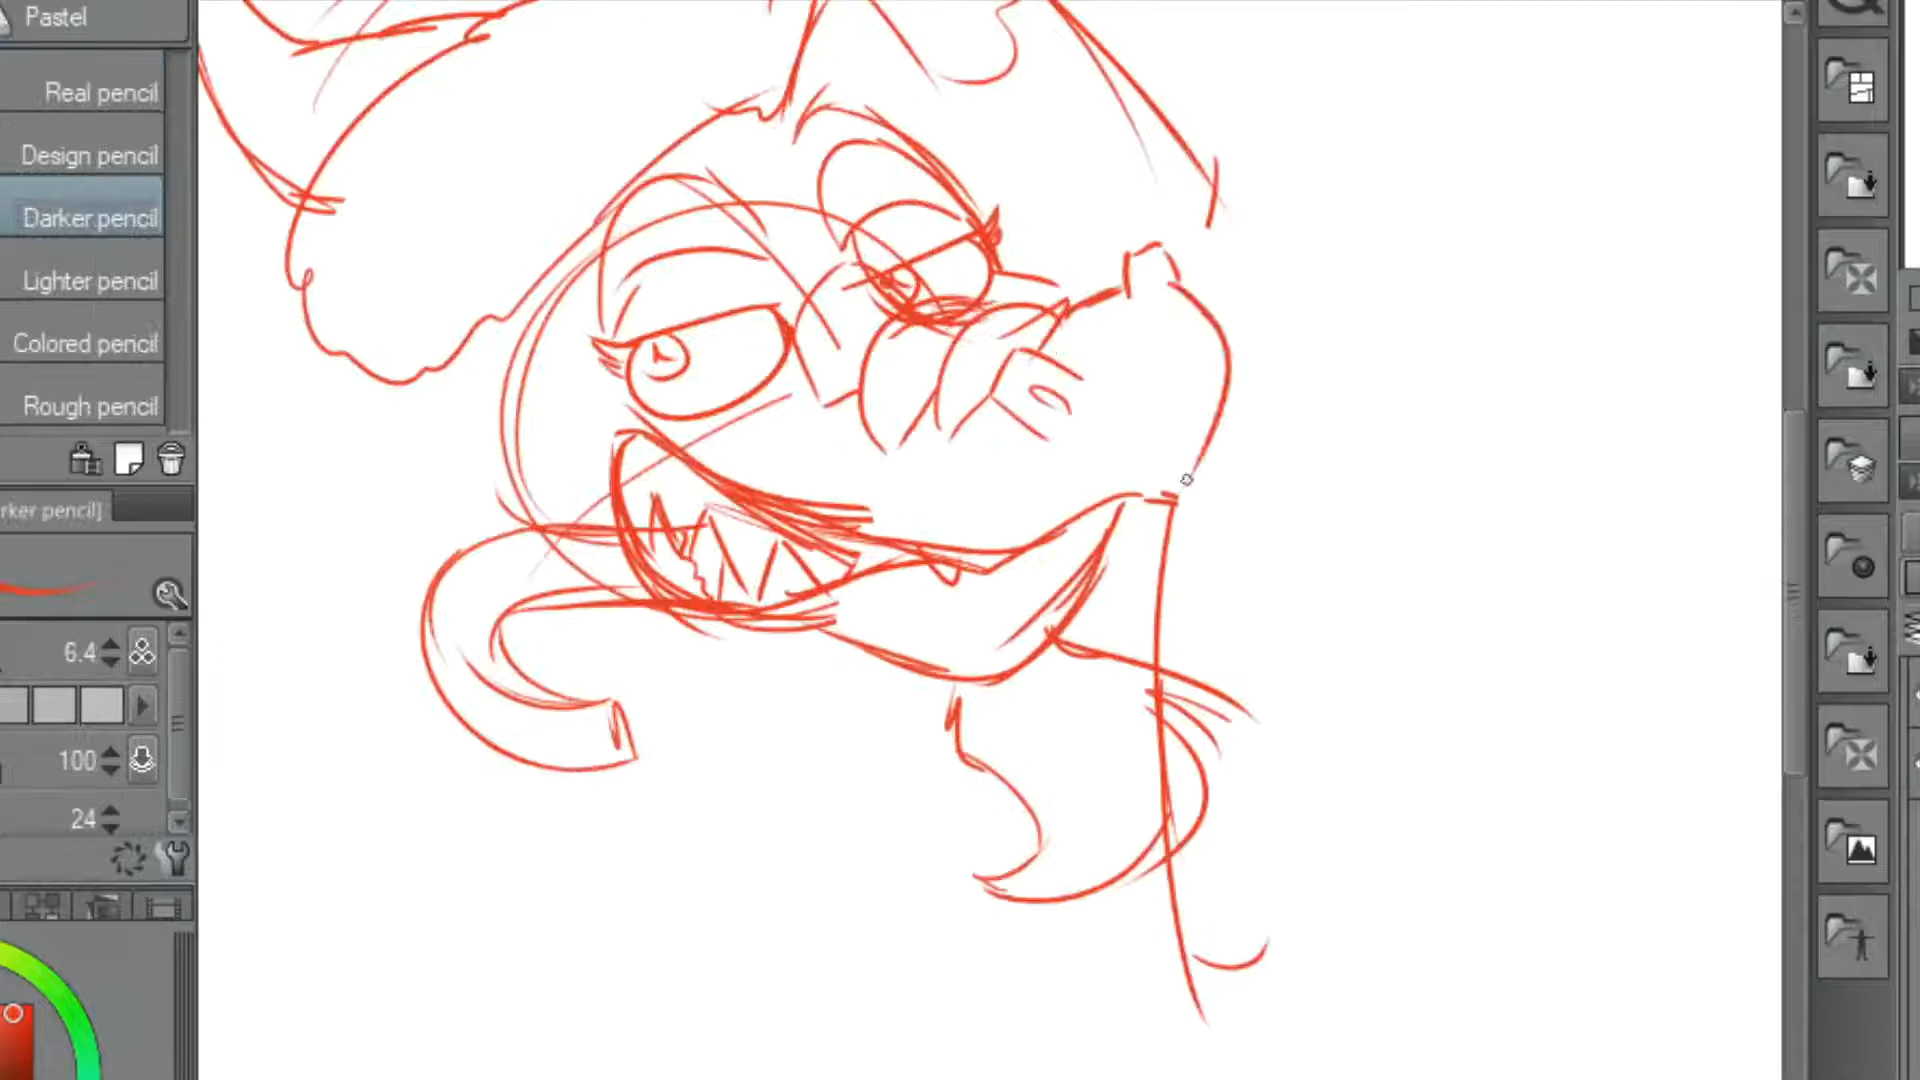 Pastel
Real pencil
Design pencil
Darker pencil
Lighter pencil
Colored pencil
Rough pencil
rker pencil]
6.4
100
24